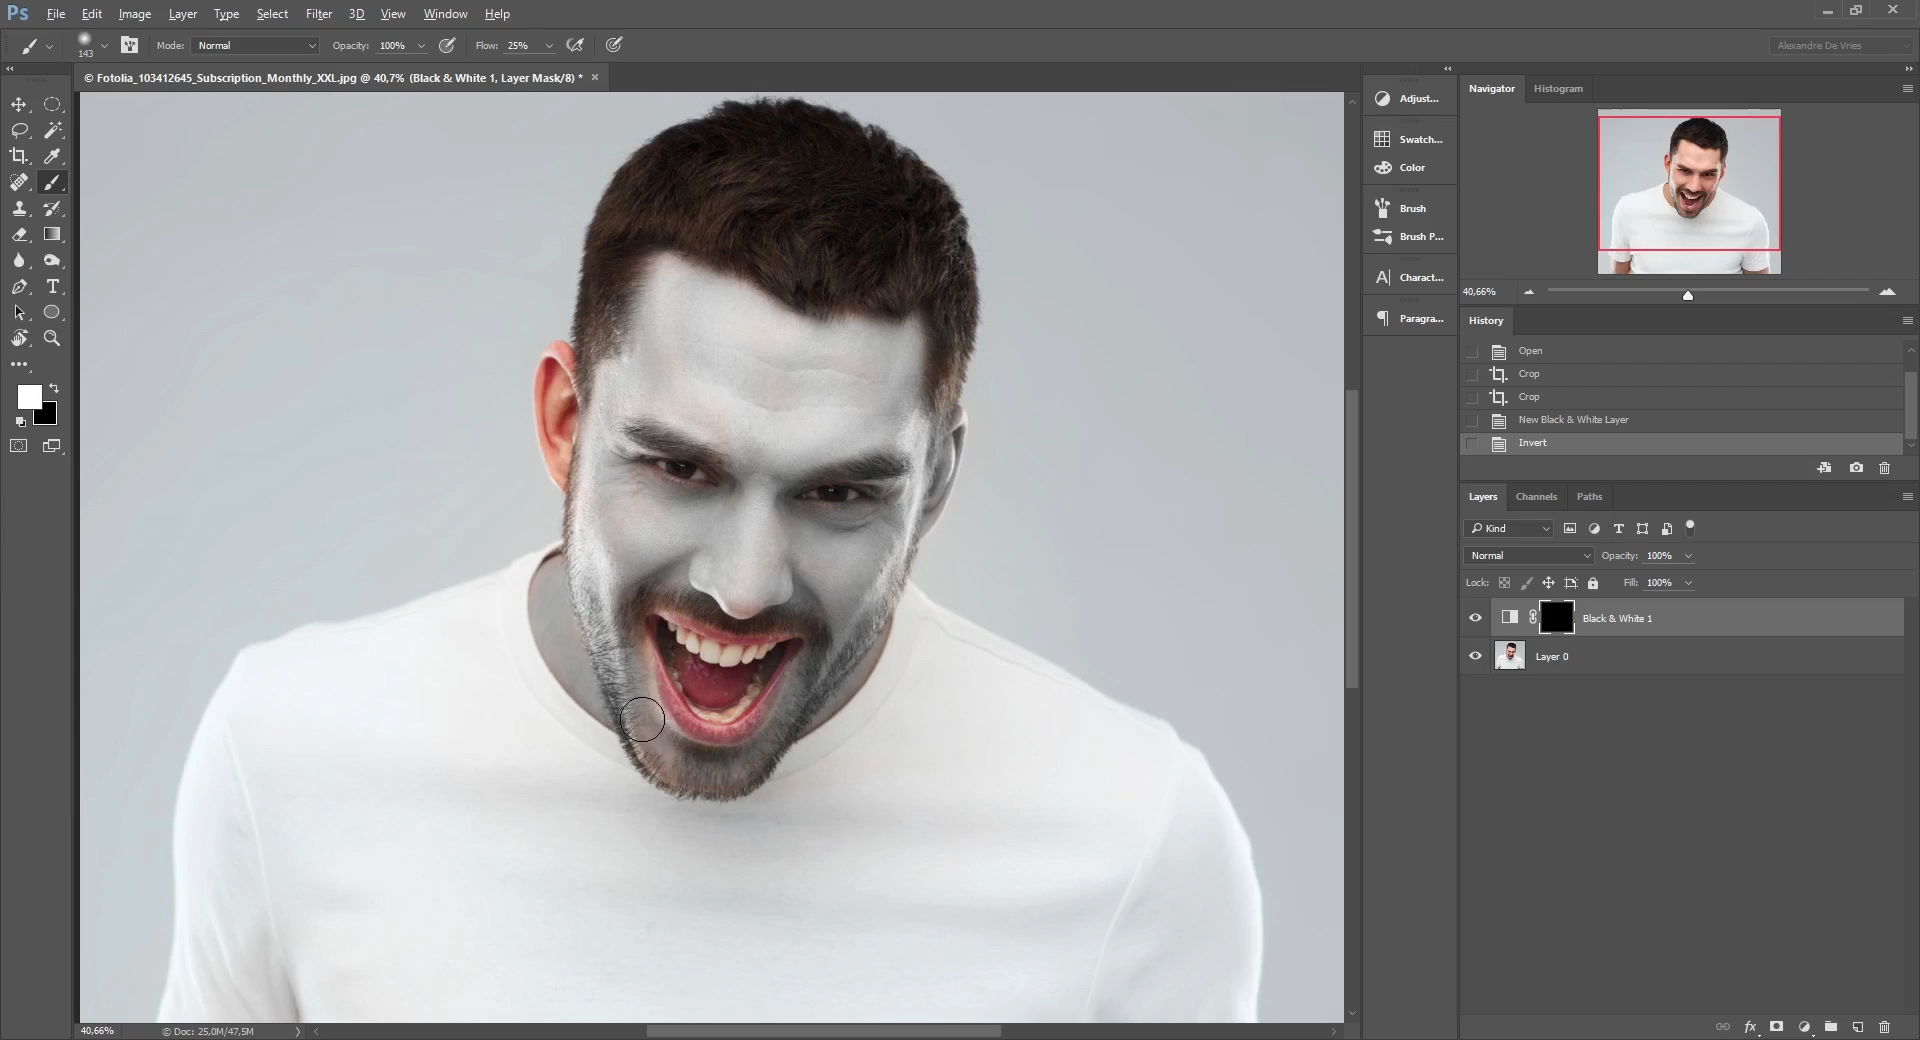 Ps File Edit Image Layer Type Select Filter 3D View Window Help
143 Mode: Normal Opacity: 100% Flow: 25% Alexandre De Vries
© Fotolia_103412645_Subscription_Monthly_XXL.jpg @ 40,7% (Black & White 1, Layer Mask/8) * ×
Adjust...
Swatch...
Color
Brush
Brush P...
Charact...
Paragra...
Navigator Histogram
40,66%
History
Open
Crop
Crop
New Black & White Layer
Invert
Layers Channels Paths
Kind
Normal Opacity: 100%
Lock: Fill: 100%
Black & White 1
Layer 0
40,66% © Doc: 25,0M/47,5M
fx